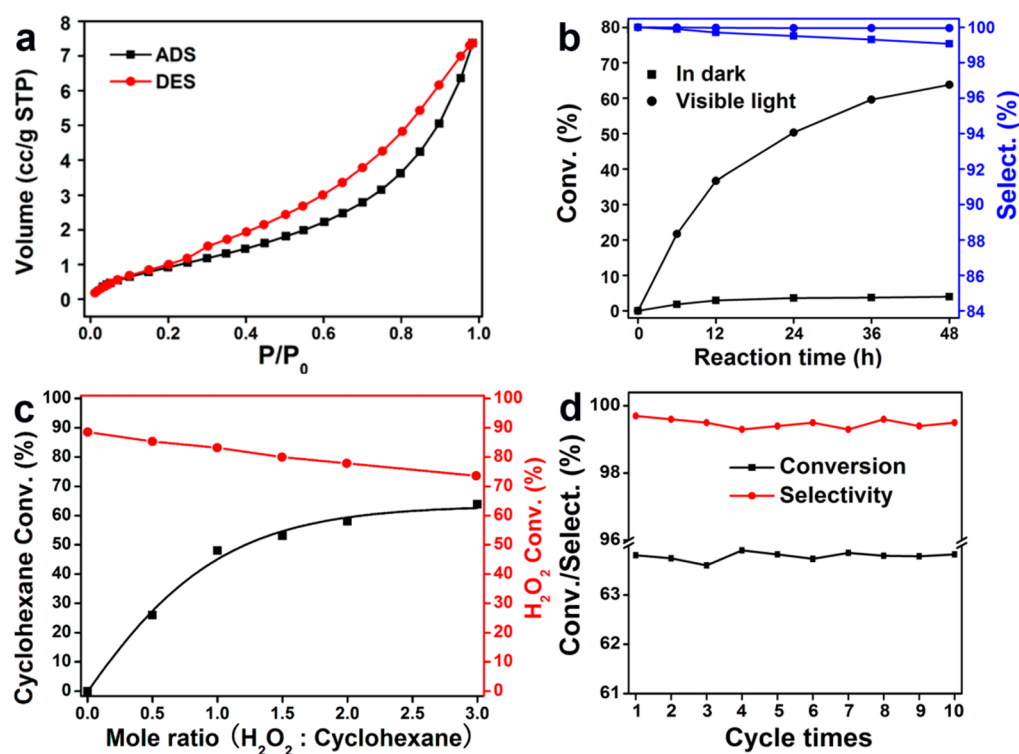 a
ADS
DES
Volume (cc/g STP)
8
7
6
5
4
3
2
1
0
0.0 0.2 0.4 0.6 0.8 1.0
P/P₀
b
In dark
Visible light
Conv. (%)
80
70
60
50
40
30
20
10
0
Select. (%)
100
98
96
94
92
90
88
86
84
0 12 24 36 48
Reaction time (h)
c
Cyclohexane Conv. (%)
100
90
80
70
60
50
40
30
20
10
0
H₂O₂ Conv. (%)
100
90
80
70
60
50
40
30
20
10
0
0.0 0.5 1.0 1.5 2.0 2.5 3.0
Mole ratio (H₂O₂ : Cyclohexane)
d
Conversion
Selectivity
Conv./Select. (%)
100
98
96
63
62
61
1 2 3 4 5 6 7 8 9 10
Cycle times